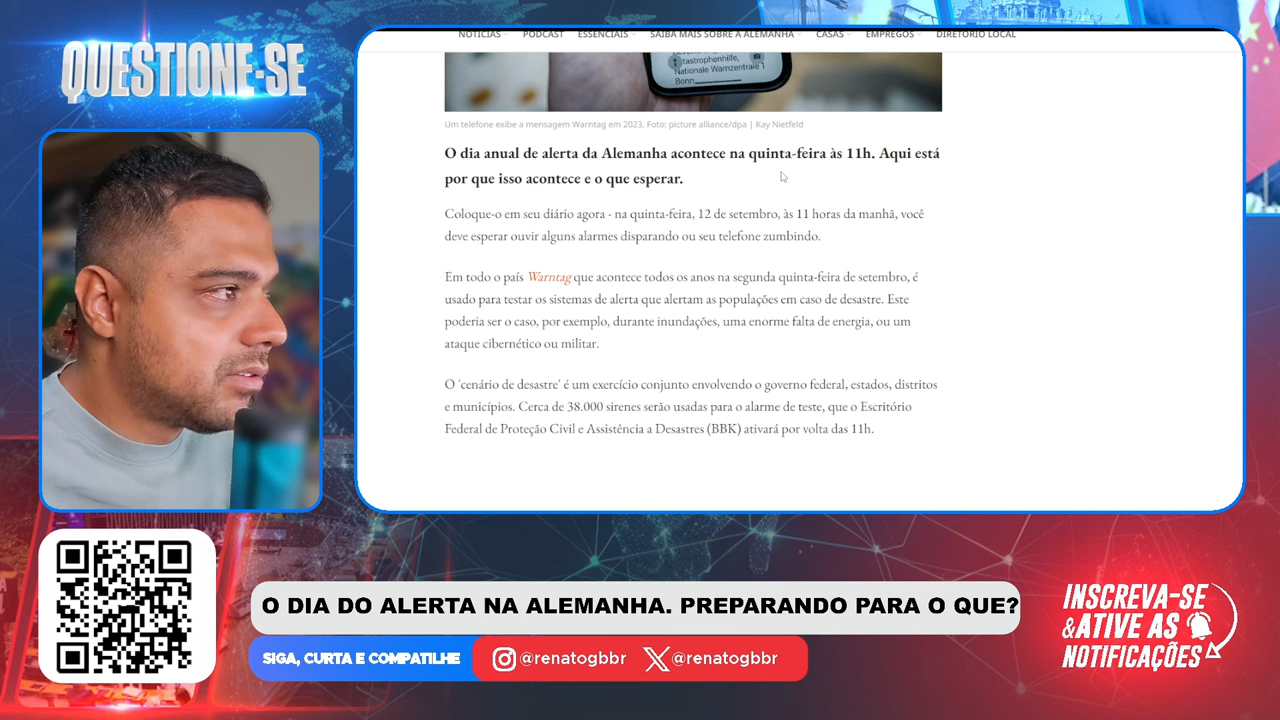 QUESTIONE-SE
NOTÍCIAS
PODCAST
ESSENCIAIS
SAIBA MAIS SOBRE A ALEMANHA
CASAS
EMPREGOS
DIRETÓRIO LOCAL
tastrophonhilfe,
Nationale Warnzentrale 1
Bonn
Um telefone exibe a mensagem Warntag em 2023. Foto: picture alliance/dpa | Kay Nietfeld
O dia anual de alerta da Alemanha acontece na quinta-feira às 11h. Aqui está
por que isso acontece e o que esperar.
Coloque-o em seu diário agora - na quinta-feira, 12 de setembro, às 11 horas da manhã, você
deve esperar ouvir alguns alarmes disparando ou seu telefone zumbindo.
Em todo o país Warntag que acontece todos os anos na segunda quinta-feira de setembro, é
usado para testar os sistemas de alerta que alertam as populações em caso de desastre. Este
poderia ser o caso, por exemplo, durante inundações, uma enorme falta de energia, ou um
ataque cibernético ou militar.
O 'cenário de desastre' é um exercício conjunto envolvendo o governo federal, estados, distritos
e municípios. Cerca de 38.000 sirenes serão usadas para o alarme de teste, que o Escritório
Federal de Proteção Civil e Assistência a Desastres (BBK) ativará por volta das 11h.
O DIA DO ALERTA NA ALEMANHA. PREPARANDO PARA O QUE?
SIGA, CURTA E COMPATILHE
@renatogbbr
@renatogbbr
INSCREVA-SE
&ATIVE AS
NOTIFICAÇÕES